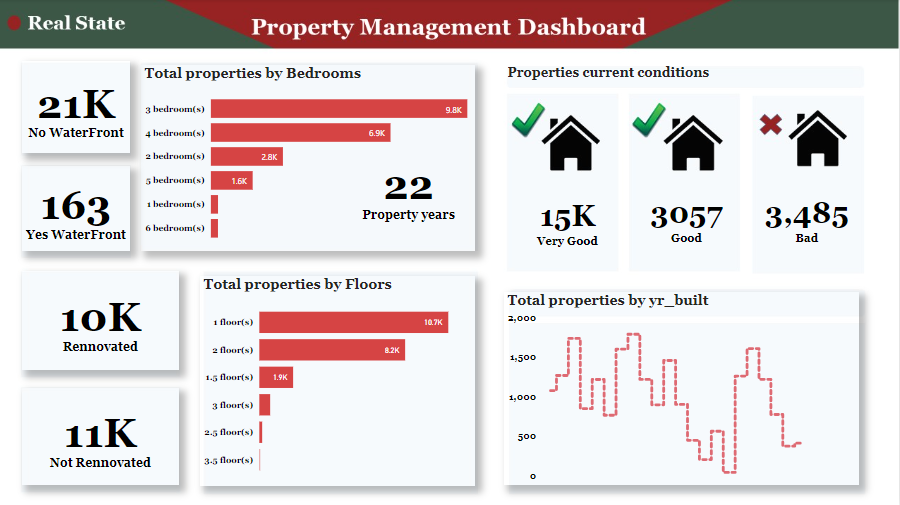 Real State
Property Management Dashboard
21K
No WaterFront
163
Yes WaterFront
Total properties by Bedrooms
3 bedroom(s) 9.8K
4 bedroom(s) 6.9K
2 bedroom(s) 2.8K
5 bedroom(s) 1.6K
1 bedroom(s)
6 bedroom(s)
22
Property years
Properties current conditions
15K
Very Good
3057
Good
3,485
Bad
10K
Rennovated
11K
Not Rennovated
Total properties by Floors
1 floor(s) 10.7K
2 floor(s) 8.2K
1.5 floor(s) 1.9K
3 floor(s)
2.5 floor(s)
3.5 floor(s)
Total properties by yr_built
2,000
1,500
1,000
500
0